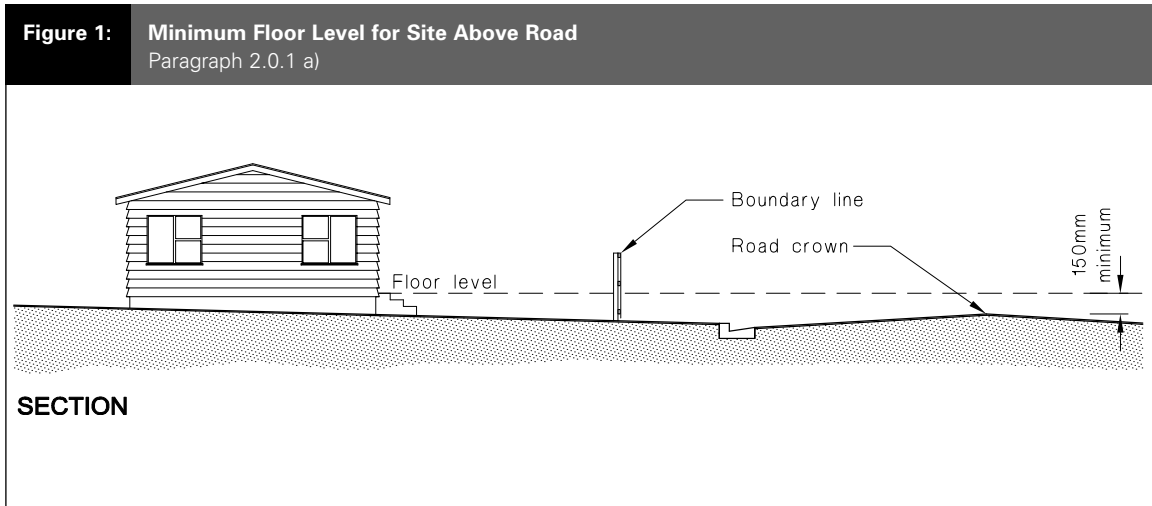 Figure 1:
Minimum Floor Level for Site Above Road
Paragraph 2.0.1 a)
Boundary line
Road crown
150mm
minimum
Floor level
SECTION